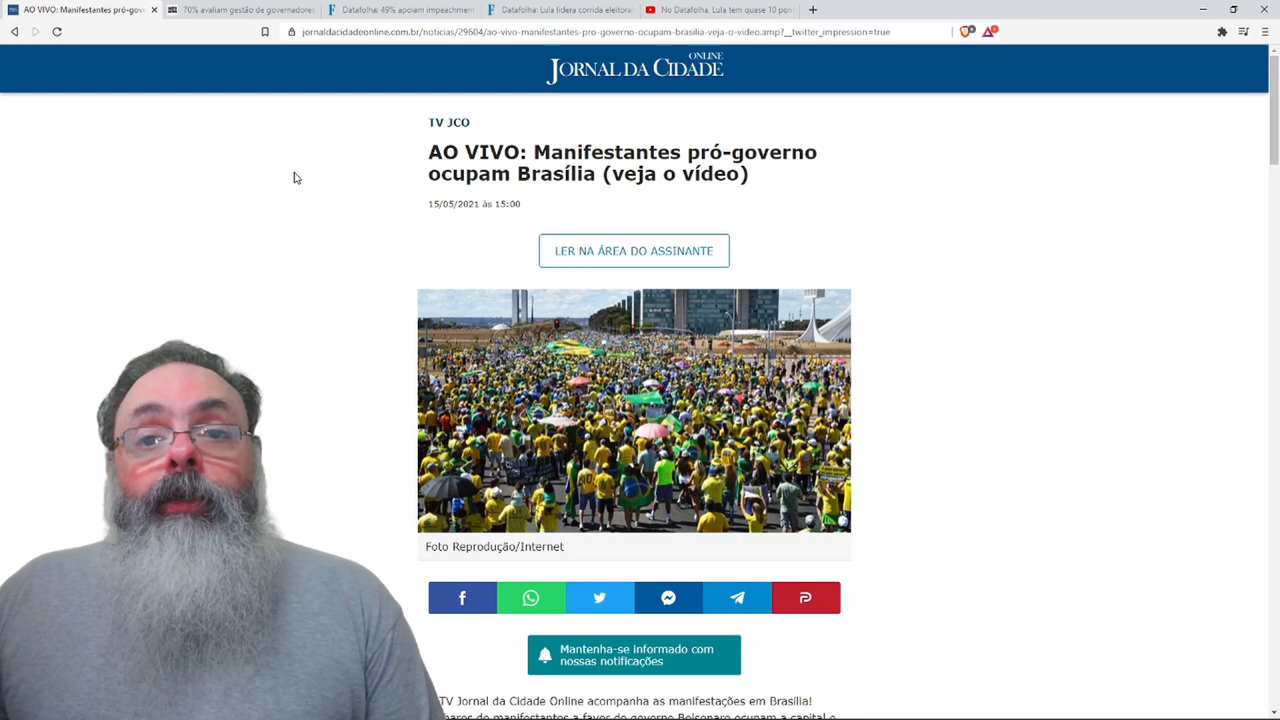 AO VIVO: Manifestantes pró-gov
70% avaliam gestão de governadores
Datafolha: 49% apoiam impeachment
Datafolha: Lula lidera corrida eleitoral
No Datafolha, Lula tem quase 10 pon
jornaldacidadeonline.com.br/noticias/29604/ao-vivo-manifestantes-pro-governo-ocupam-brasilia-veja-o-video.amp?__twitter_impression=true
JORNAL DA CIDADE ONLINE
TV JCO
AO VIVO: Manifestantes pró-governo
ocupam Brasília (veja o vídeo)
15/05/2021 às 15:00
LER NA ÁREA DO ASSINANTE
Foto Reprodução/Internet
Mantenha-se informado com
nossas notificações
TV Jornal da Cidade Online acompanha as manifestações em Brasília!
de manifestantes a favor do governo Bolsonaro ocupam a capital e